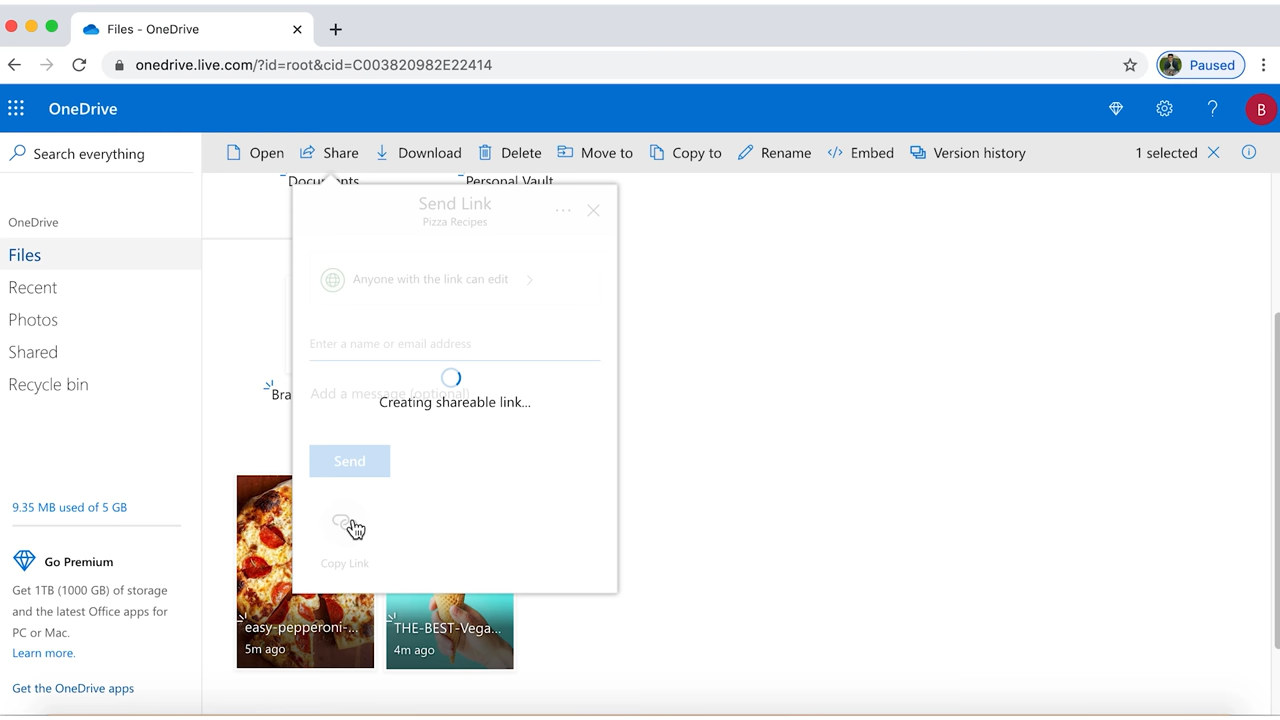 Files - OneDrive
onedrive.live.com/?id=root&cid=C003820982E22414
Paused
OneDrive
B
Search everything
Open Share Download Delete Move to Copy to Rename Embed Version history 1 selected
Documents Personal Vault
Send Link
Pizza Recipes
OneDrive
Files
Anyone with the link can edit
Recent
Photos
Enter a name or email address
Shared
Recycle bin
Bra
Add a message (optional)
Creating shareable link...
Send
9.35 MB used of 5 GB
Copy Link
Go Premium
Get 1TB (1000 GB) of storage
and the latest Office apps for
PC or Mac.
Learn more.
easy-pepperoni-...
5m ago
THE-BEST-Vega...
4m ago
Get the OneDrive apps